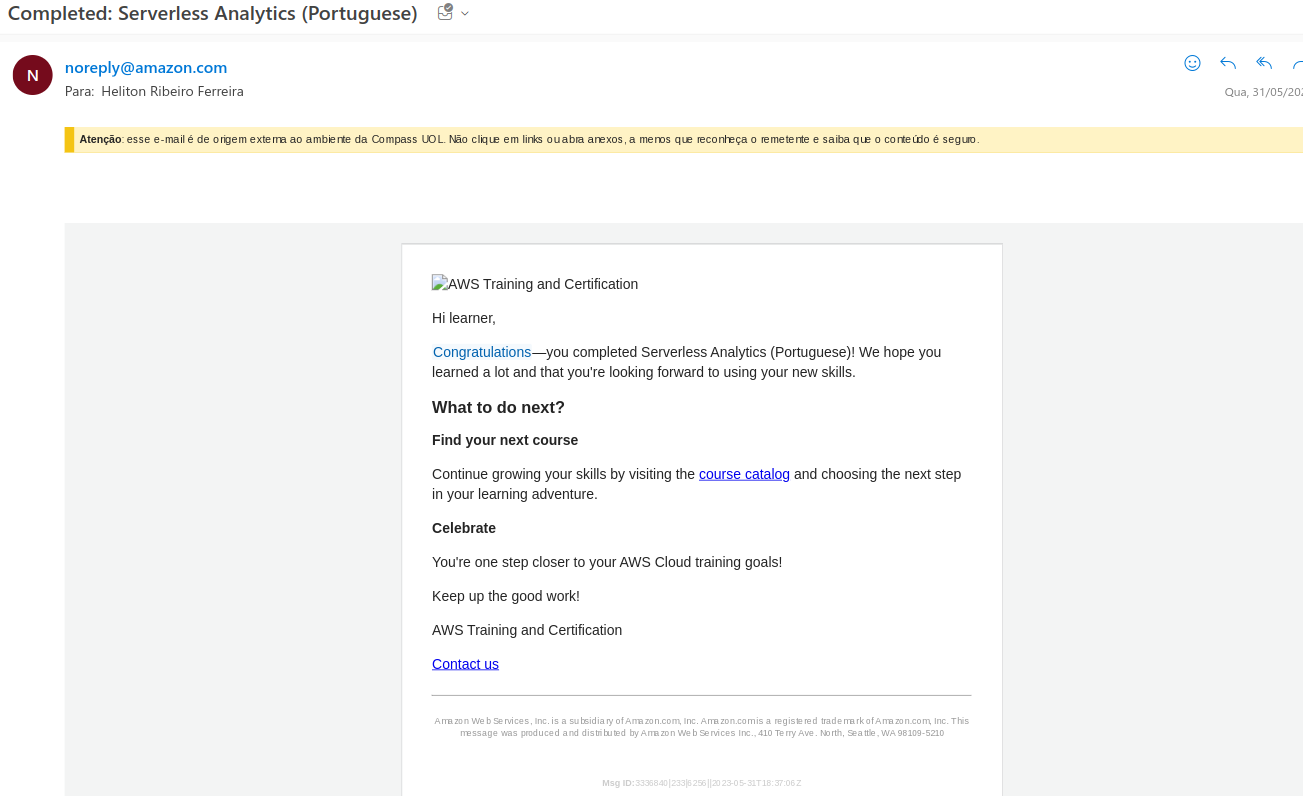 Completed: Serverless Analytics (Portuguese)
N
noreply@amazon.com
Para: Heliton Ribeiro Ferreira
Qua, 31/05/202
Atenção: esse e-mail é de origem externa ao ambiente da Compass UOL. Não clique em links ou abra anexos, a menos que reconheça o remetente e saiba que o conteúdo é seguro.
AWS Training and Certification
Hi learner,
Congratulations—you completed Serverless Analytics (Portuguese)! We hope you
learned a lot and that you're looking forward to using your new skills.
What to do next?
Find your next course
Continue growing your skills by visiting the course catalog and choosing the next step
in your learning adventure.
Celebrate
You're one step closer to your AWS Cloud training goals!
Keep up the good work!
AWS Training and Certification
Contact us
Amazon Web Services, Inc. is a subsidiary of Amazon.com, Inc. Amazon.com is a registered trademark of Amazon.com, Inc. This
message was produced and distributed by Amazon Web Services Inc., 410 Terry Ave. North, Seattle, WA 98109-5210
Msg ID:3336840|233|6256||2023-05-31T18:37:06Z